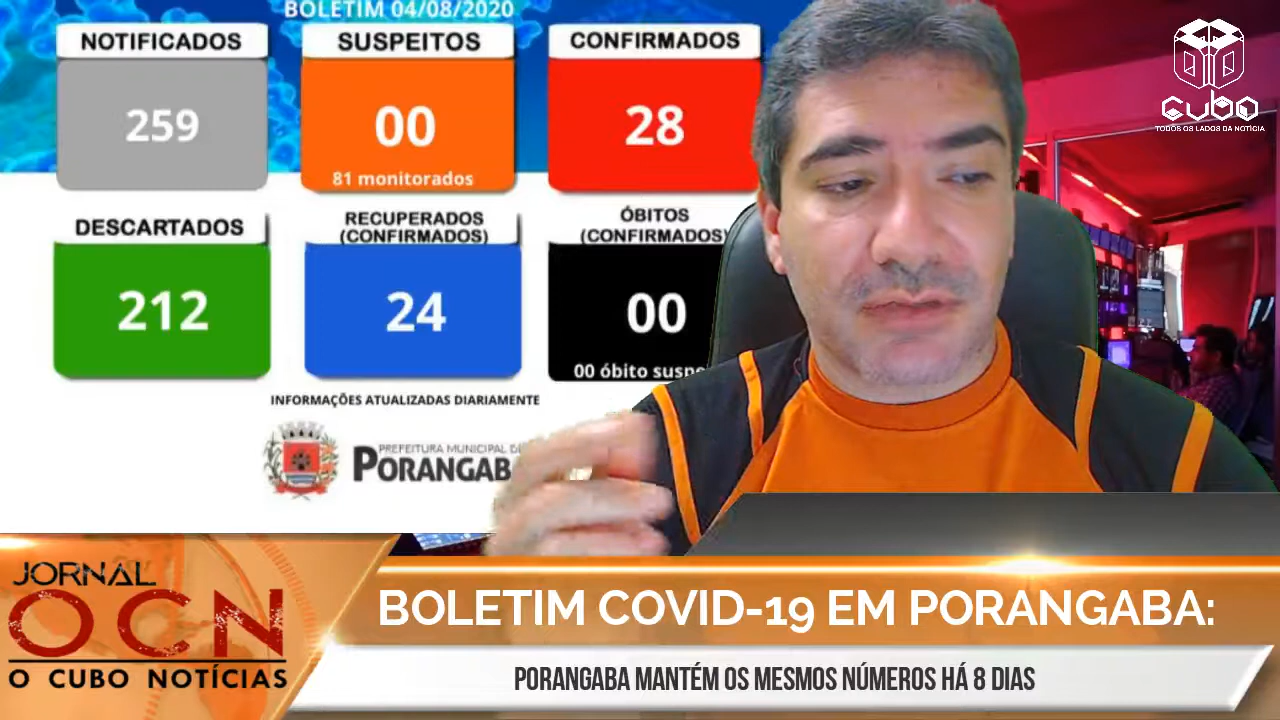 BOLETIM 04/08/2020
NOTIFICADOS
SUSPEITOS
CONFIRMADOS
259
00
28
81 monitorados
DESCARTADOS
RECUPERADOS
(CONFIRMADOS)
ÓBITOS
(CONFIRMADOS)
212
24
00
00 óbito suspe
INFORMAÇÕES ATUALIZADAS DIARIAMENTE
PREFEITURA MUNICIPAL DE
PORANGAB
CUBO
TODOS OS LADOS DA NOTÍCIA
JORNAL
OCN
O CUBO NOTÍCIAS
BOLETIM COVID-19 EM PORANGABA:
PORANGABA MANTÉM OS MESMOS NÚMEROS HÁ 8 DIAS